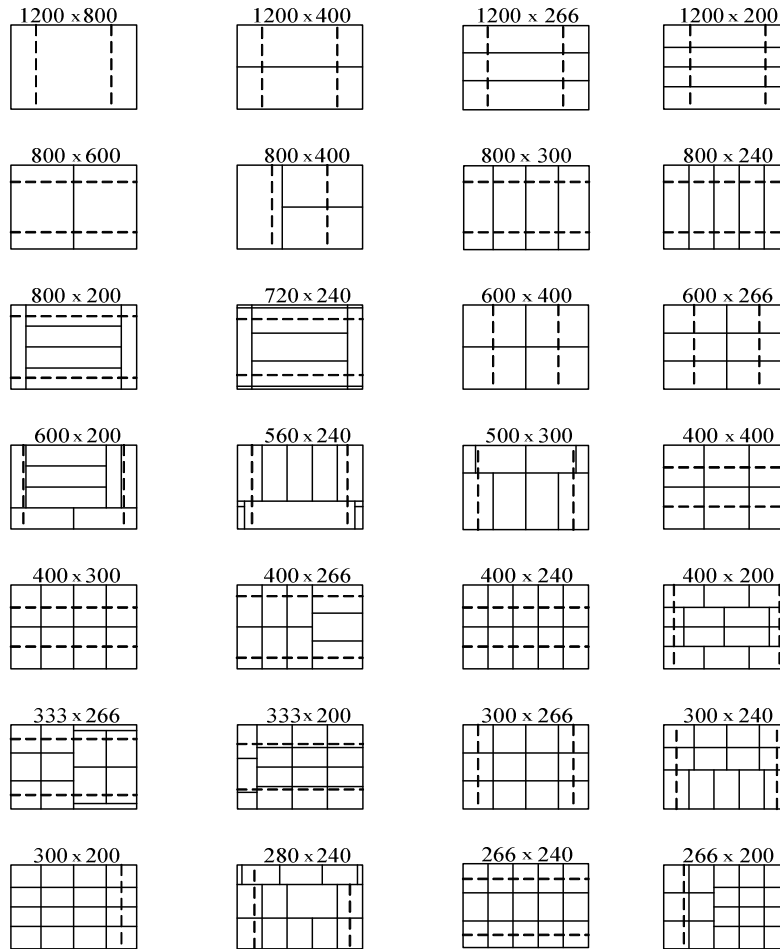 1200 x 800 1200 x 400 1200 x 266 1200 x 200
800 x 600 800 x 400 800 x 300 800 x 240
800 x 200 720 x 240 600 x 400 600 x 266
600 x 200 560 x 240 500 x 300 400 x 400
400 x 300 400 x 266 400 x 240 400 x 200
333 x 266 333 x 200 300 x 266 300 x 240
300 x 200 280 x 240 266 x 240 266 x 200